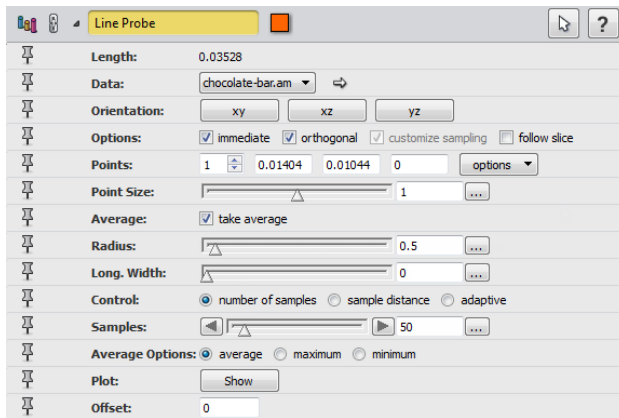 Line Probe ?
Length: 0.03528
Data: chocolate-bar.am
Orientation: xy xz yz
Options: immediate orthogonal customize sampling follow slice
Points: 1 0.01404 0.01044 0 options
Point Size: 1 ...
Average: take average
Radius: 0.5 ...
Long. Width: 0 ...
Control: number of samples sample distance adaptive
Samples: 50 ...
Average Options: average maximum minimum
Plot: Show
Offset: 0